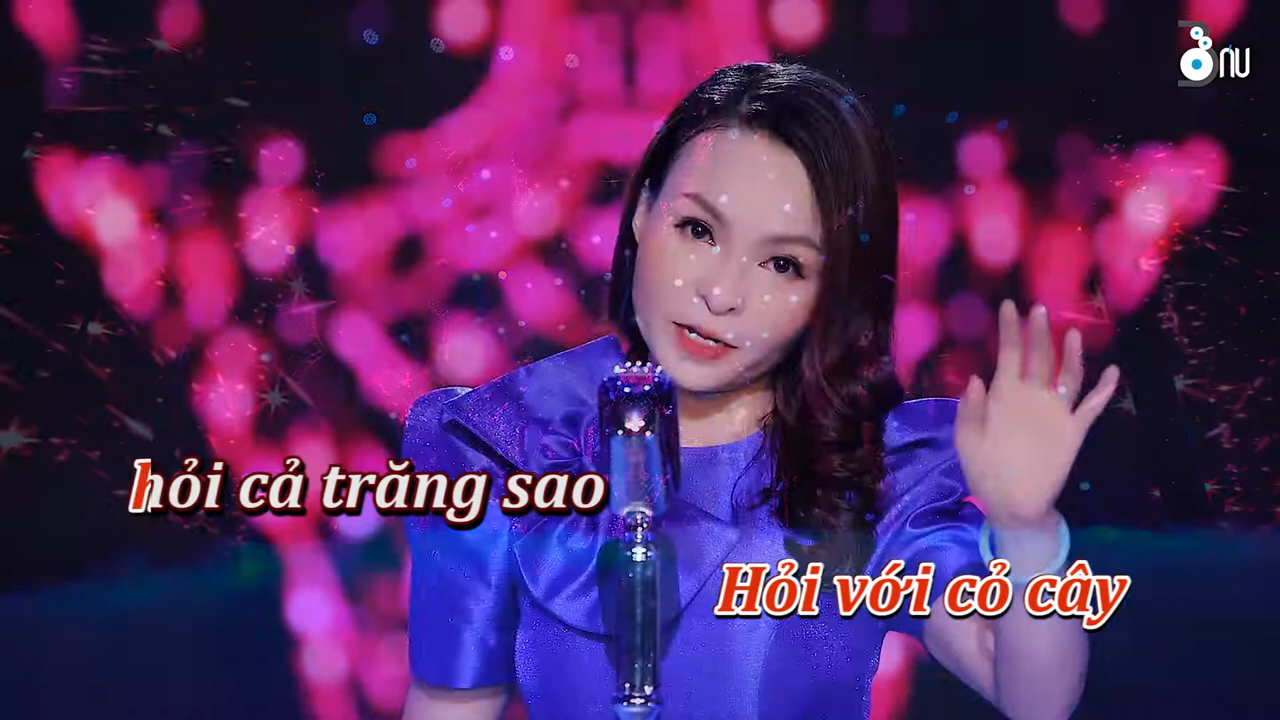 hỏi cả trăng sao
Hỏi với cỏ cây